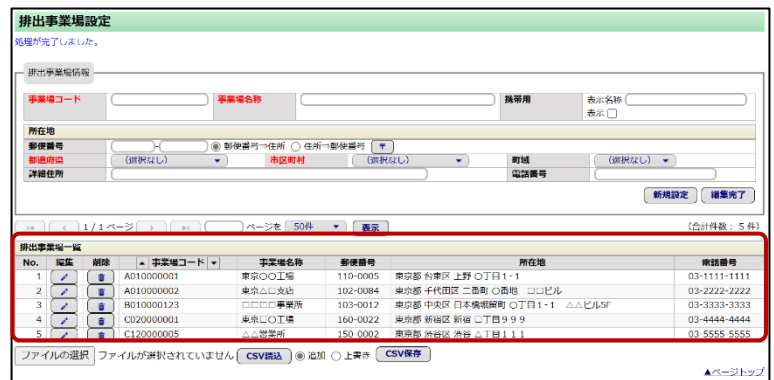 排出事業場設定
処理が完了しました。
排出事業場情報
事業場コード 事業場名称 携帯用 表示名称
表示
所在地
郵便番号 - 郵便番号⇒住所 住所⇒郵便番号 〒
都道府県 (選択なし) 市区町村 (選択なし) 町域 (選択なし)
詳細住所 電話番号
新規設定 編集完了
1 / 1 ページ ページを 50件 表示 (合計件数: 5 件)
排出事業場一覧
No. 編集 削除 ▲ 事業場コード ▼ 事業場名称 郵便番号 所在地 電話番号
1 A010000001 東京○○工場 110-0005 東京都 台東区 上野 ○丁目1-1 03-1111-1111
2 A010000002 東京△□支店 102-0084 東京都 千代田区 二番町 ○番地 □□ビル 03-2222-2222
3 B010000123 □□□□事業所 103-0012 東京都 中央区 日本橋堀留町 ○丁目1-1 △△ビル5F 03-3333-3333
4 C020000001 東京□○工場 160-0022 東京都 新宿区 新宿 □丁目999 03-4444-4444
5 C120000005 △△営業所 150-0002 東京都 渋谷区 渋谷 △丁目111 03-5555-5555
ファイルの選択 ファイルが選択されていません CSV読込 追加 上書き CSV保存
▲ページトップ